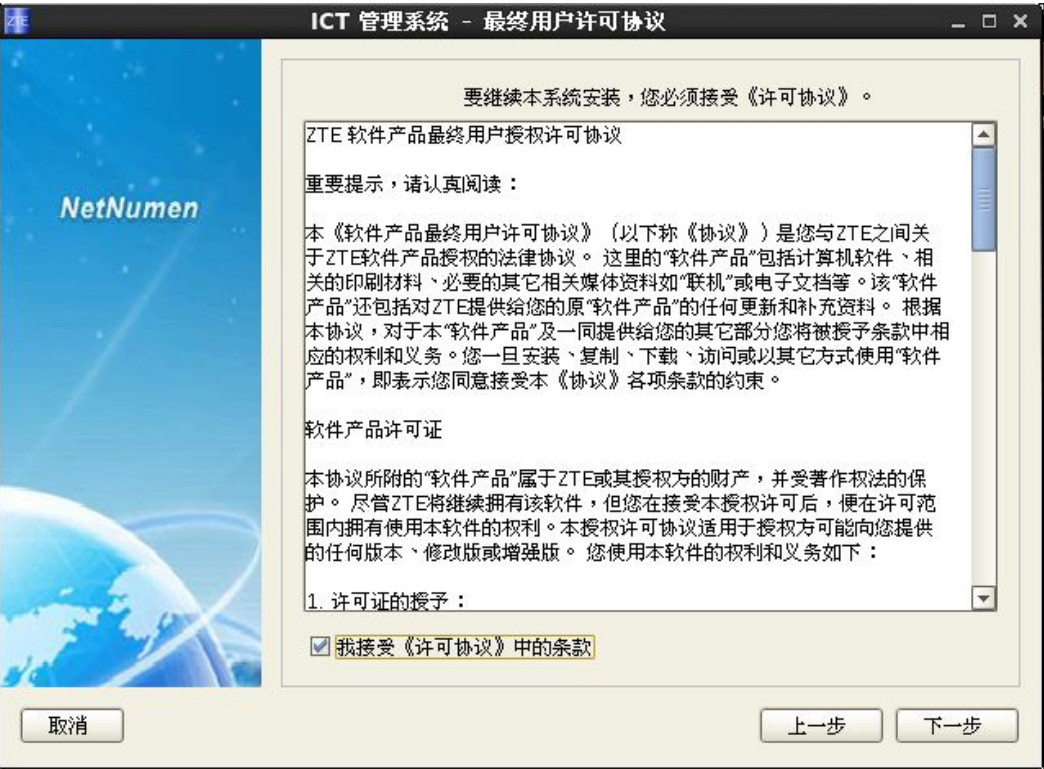 ZTE
ICT 管理系统 - 最终用户许可协议
NetNumen
要继续本系统安装，您必须接受《许可协议》。
ZTE 软件产品最终用户授权许可协议
重要提示，请认真阅读：
本《软件产品最终用户许可协议》（以下称《协议》）是您与ZTE之间关
于ZTE软件产品授权的法律协议。 这里的“软件产品”包括计算机软件、相
关的印刷材料、必要的其它相关媒体资料如“联机”或电子文档等。该“软件
产品”还包括对ZTE提供给您的原“软件产品”的任何更新和补充资料。 根据
本协议，对于本“软件产品”及一同提供给您的其它部分您将被授予条款中相
应的权利和义务。您一旦安装、复制、下载、访问或以其它方式使用“软件
产品”，即表示您同意接受本《协议》各项条款的约束。
软件产品许可证
本协议所附的“软件产品”属于ZTE或其授权方的财产，并受著作权法的保
护。 尽管ZTE将继续拥有该软件，但您在接受本授权许可后，便在许可范
围内拥有使用本软件的权利。本授权许可协议适用于授权方可能向您提供
的任何版本、修改版或增强版。 您使用本软件的权利和义务如下：
1. 许可证的授予：
我接受《许可协议》中的条款
取消
上一步
下一步